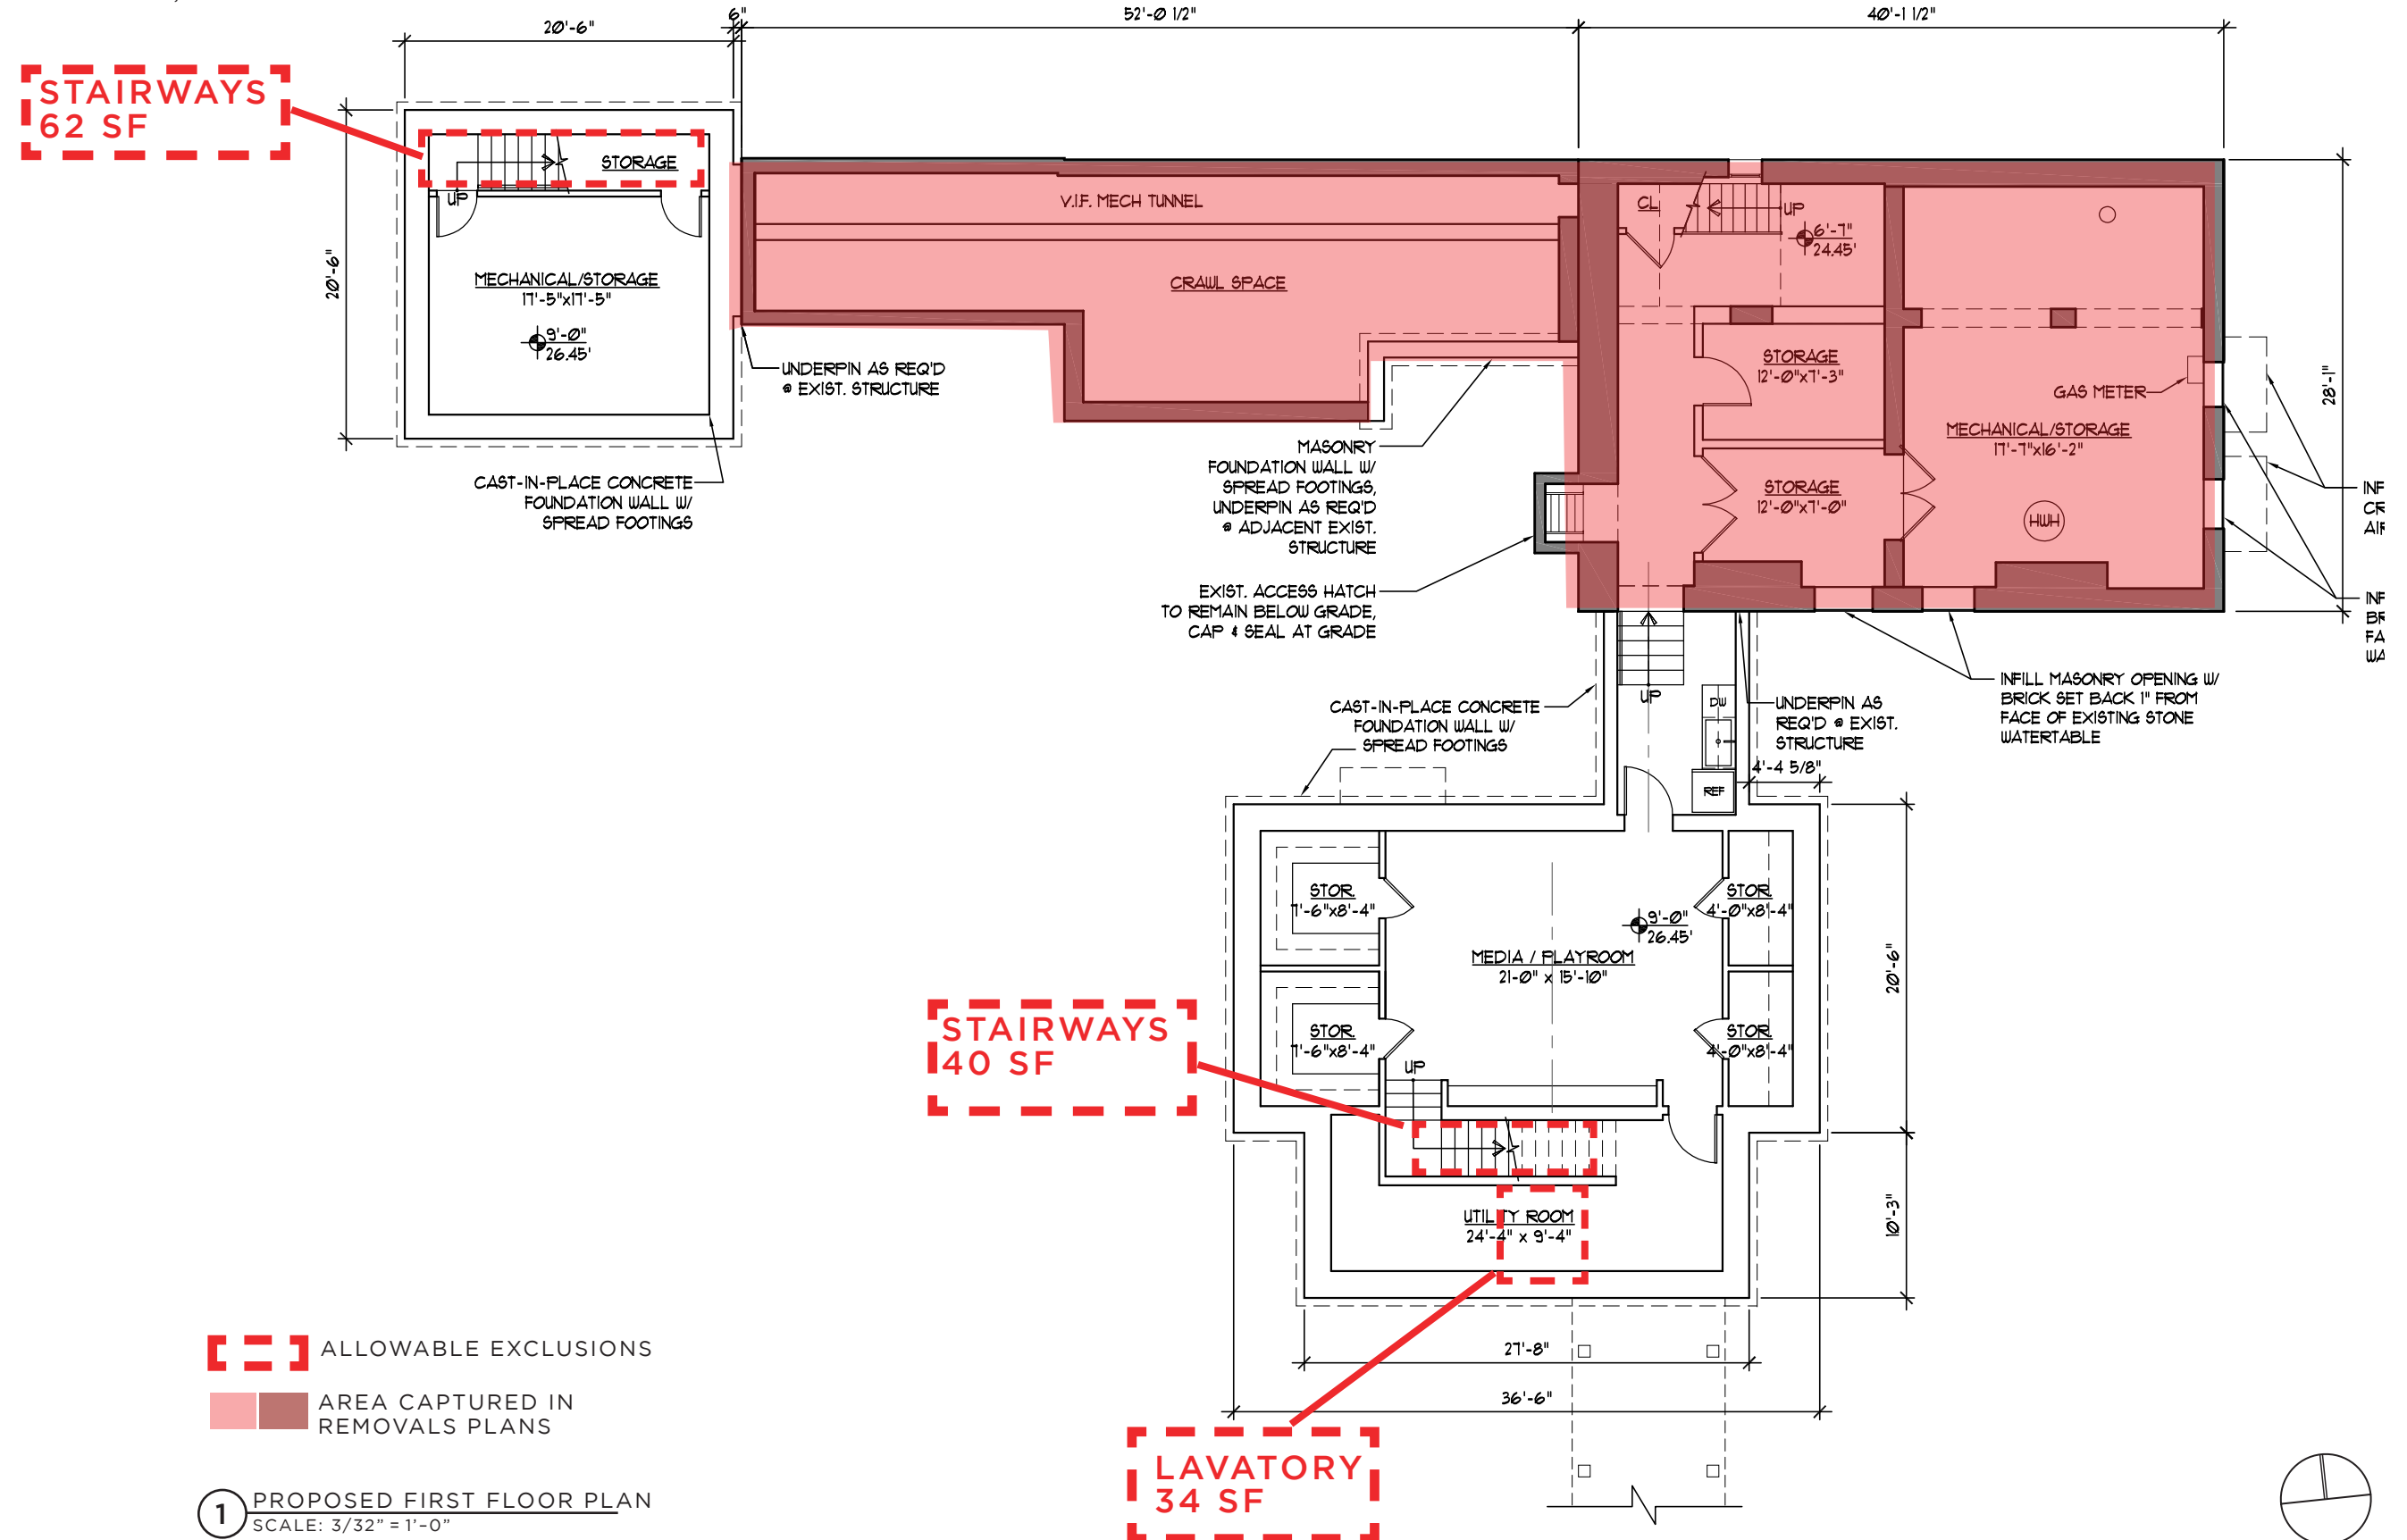 20'-6"
6"
52'-0 1/2"
40'-1 1/2"
STAIRWAYS
62 SF
STORAGE
UP
20'-6"
MECHANICAL/STORAGE
17'-5"x17'-5"
9'-0"
26.45'
V.I.F. MECH TUNNEL
CRAWL SPACE
CL
UP
6'-7"
24.45'
STORAGE
12'-0"x7'-3"
GAS METER
28'-1"
MECHANICAL/STORAGE
17'-7"x16'-2"
STORAGE
12'-0"x7'-0"
HWH
UNDERPIN AS REQ'D
@ EXIST. STRUCTURE
CAST-IN-PLACE CONCRETE
FOUNDATION WALL W/
SPREAD FOOTINGS
MASONRY
FOUNDATION WALL W/
SPREAD FOOTINGS,
UNDERPIN AS REQ'D
@ ADJACENT EXIST.
STRUCTURE
EXIST. ACCESS HATCH
TO REMAIN BELOW GRADE,
CAP & SEAL AT GRADE
INF
CR
AIR
INF
BR
FA
WA
INFILL MASONRY OPENING W/
BRICK SET BACK 1" FROM
FACE OF EXISTING STONE
WATERTABLE
CAST-IN-PLACE CONCRETE
FOUNDATION WALL W/
SPREAD FOOTINGS
UP
DW
REF
UNDERPIN AS
REQ'D @ EXIST.
STRUCTURE
4'-4 5/8"
STOR.
7'-6"x8'-4"
STOR.
4'-0"x8'-4"
9'-0"
26.45'
MEDIA / PLAYROOM
21-0" x 15'-10"
20'-6"
STAIRWAYS
40 SF
STOR.
7'-6"x8'-4"
STOR.
4'-0"x8'-4"
UP
UTILITY ROOM
24'-4" x 9'-4"
10'-3"
27'-8"
36'-6"
LAVATORY
34 SF
ALLOWABLE EXCLUSIONS
AREA CAPTURED IN
REMOVALS PLANS
1
PROPOSED FIRST FLOOR PLAN
SCALE: 3/32" = 1'-0"